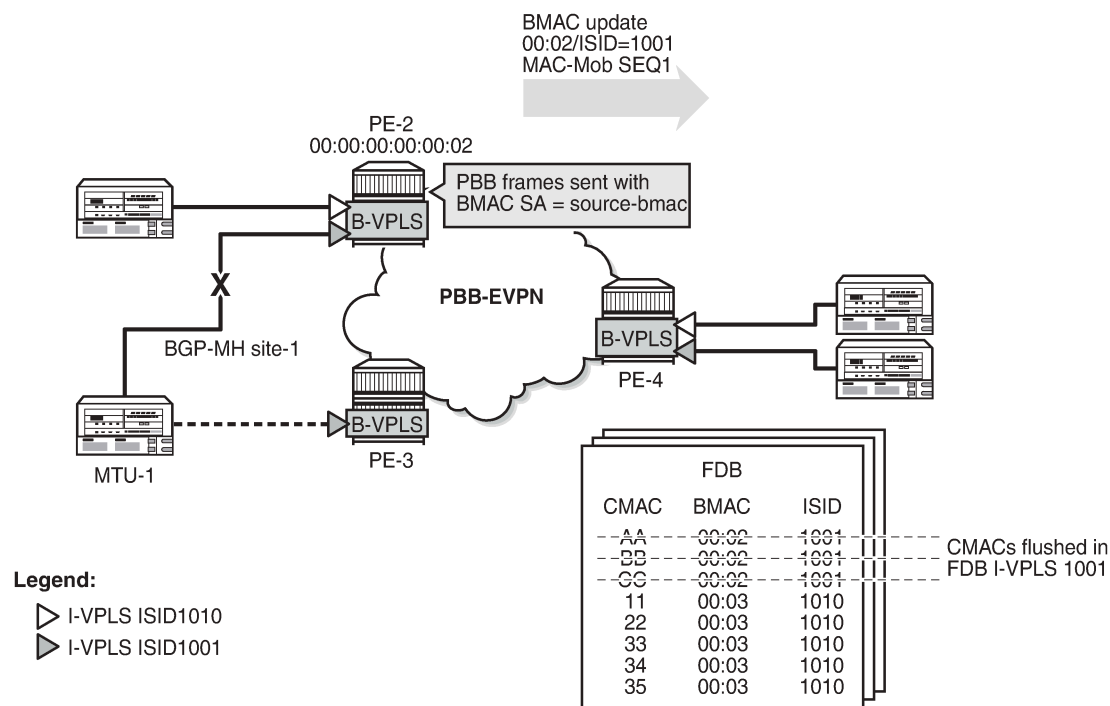 BMAC update
00:02/ISID=1001
MAC-Mob SEQ1
PE-2
00:00:00:00:00:02
PBB frames sent with
BMAC SA = source-bmac
B-VPLS
X
PBB-EVPN
BGP-MH site-1
B-VPLS
PE-4
B-VPLS
PE-3
MTU-1
FDB
CMAC BMAC ISID
AA 00:02 1001
BB 00:02 1001
CC 00:02 1001
11 00:03 1010
22 00:03 1010
33 00:03 1010
34 00:03 1010
35 00:03 1010
CMACs flushed in
FDB I-VPLS 1001
Legend:
I-VPLS ISID1010
I-VPLS ISID1001